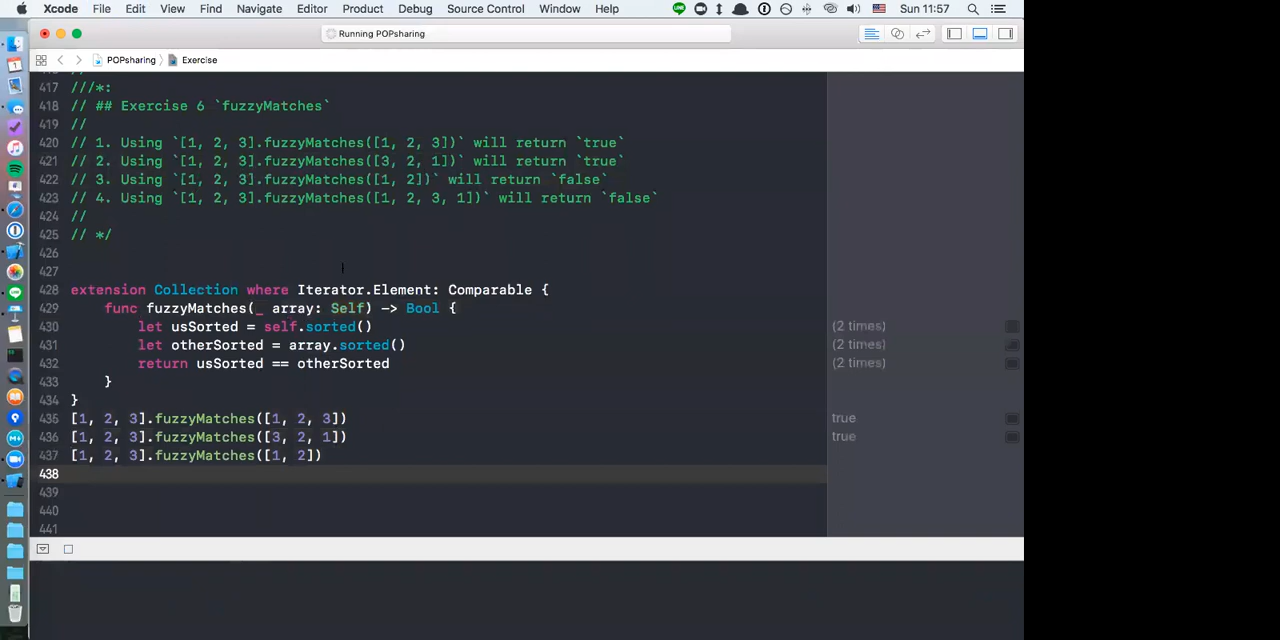 Xcode File Edit View Find Navigate Editor Product Debug Source Control Window Help Sun 11:57
Running POPsharing
POPsharing Exercise
417 ///*:
418 // ## Exercise 6 `fuzzyMatches`
419 //
420 // 1. Using `[1, 2, 3].fuzzyMatches([1, 2, 3])` will return `true`
421 // 2. Using `[1, 2, 3].fuzzyMatches([3, 2, 1])` will return `true`
422 // 3. Using `[1, 2, 3].fuzzyMatches([1, 2])` will return `false`
423 // 4. Using `[1, 2, 3].fuzzyMatches([1, 2, 3, 1])` will return `false`
424 //
425 // */
426
427
428 extension Collection where Iterator.Element: Comparable {
429 func fuzzyMatches(_ array: Self) -> Bool {
430 let usSorted = self.sorted() (2 times)
431 let otherSorted = array.sorted() (2 times)
432 return usSorted == otherSorted (2 times)
433 }
434 }
435 [1, 2, 3].fuzzyMatches([1, 2, 3]) true
436 [1, 2, 3].fuzzyMatches([3, 2, 1]) true
437 [1, 2, 3].fuzzyMatches([1, 2])
438
439
440
441